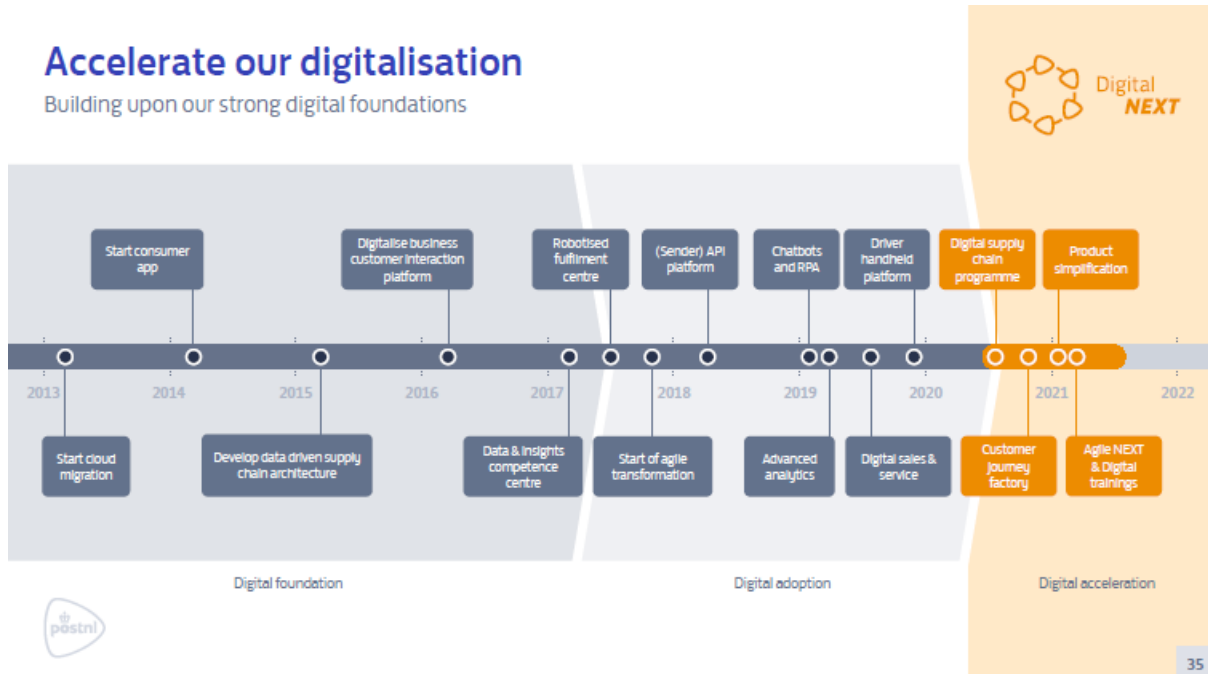 Accelerate our digitalisation
Building upon our strong digital foundations
Digital
NEXT
Start consumer
app
Digitalise business
customer interaction
platform
Robotised
fulfilment
centre
(Sender) API
platform
Chatbots
and RPA
Driver
handheld
platform
Digital supply
chain
programme
Product
simplification
2013
2014
2015
2016
2017
2018
2019
2020
2021
2022
Start cloud
migration
Develop data driven supply
chain architecture
Data & Insights
competence
centre
Start of agile
transformation
Advanced
analytics
Digital sales &
service
Customer
journey
factory
Agile NEXT
& Digital
trainings
Digital foundation
Digital adoption
Digital acceleration
postnl
35